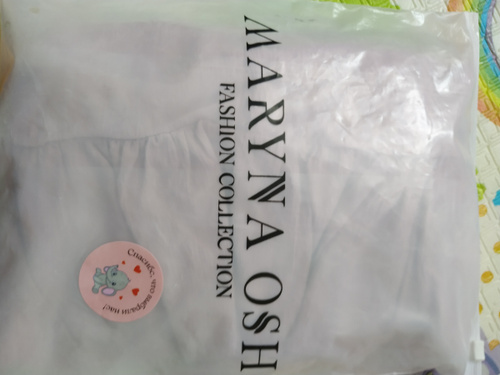 MARYNA OSH
FASHION COLLECTION
Спасибо, что выбрали нас!